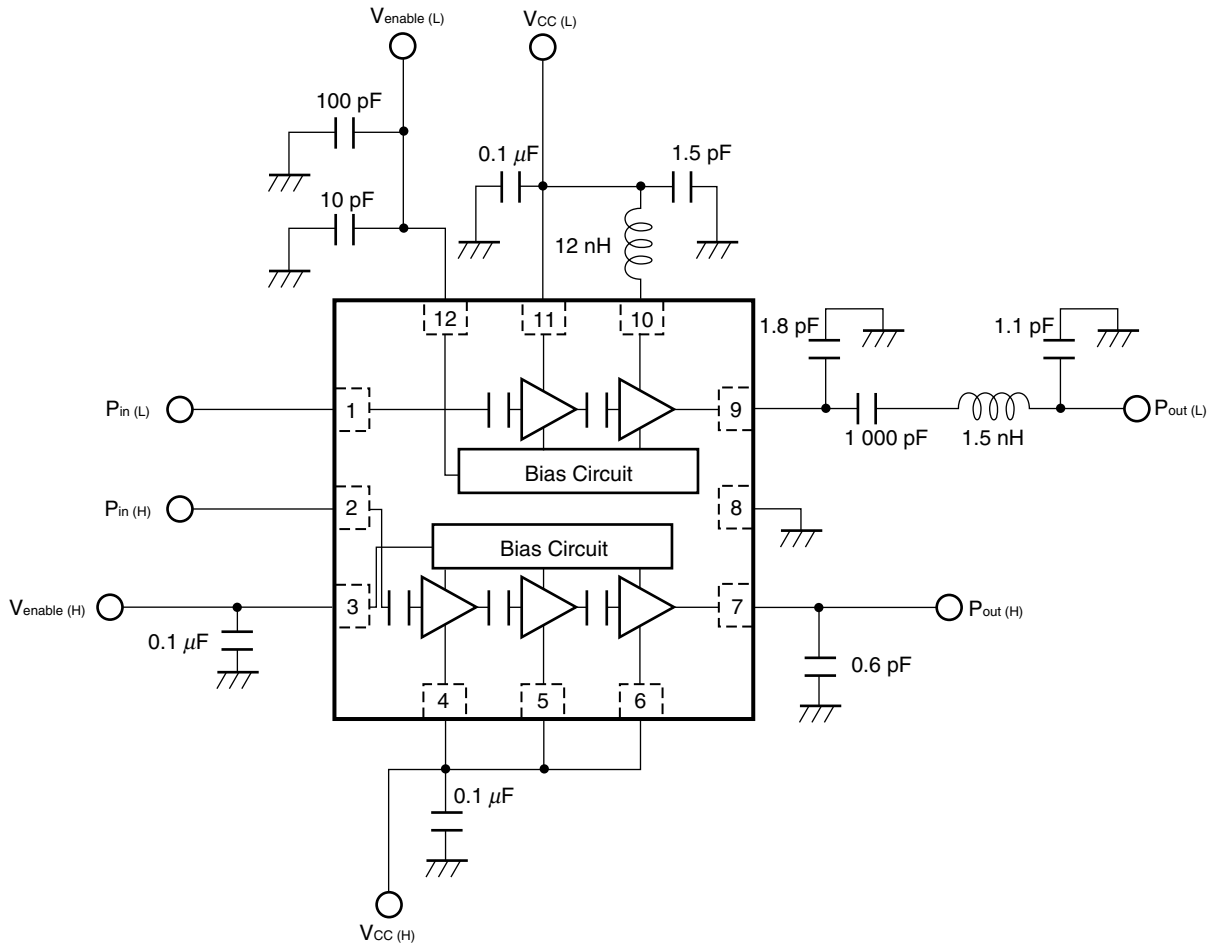 Venable (L)
VCC (L)
100 pF
0.1 μF
1.5 pF
10 pF
12 nH
12
11
10
1.8 pF
1.1 pF
Pin (L)
1
9
Pout (L)
1 000 pF
1.5 nH
Bias Circuit
Pin (H)
2
8
Bias Circuit
Venable (H)
3
7
Pout (H)
0.1 μF
0.6 pF
4
5
6
0.1 μF
VCC (H)